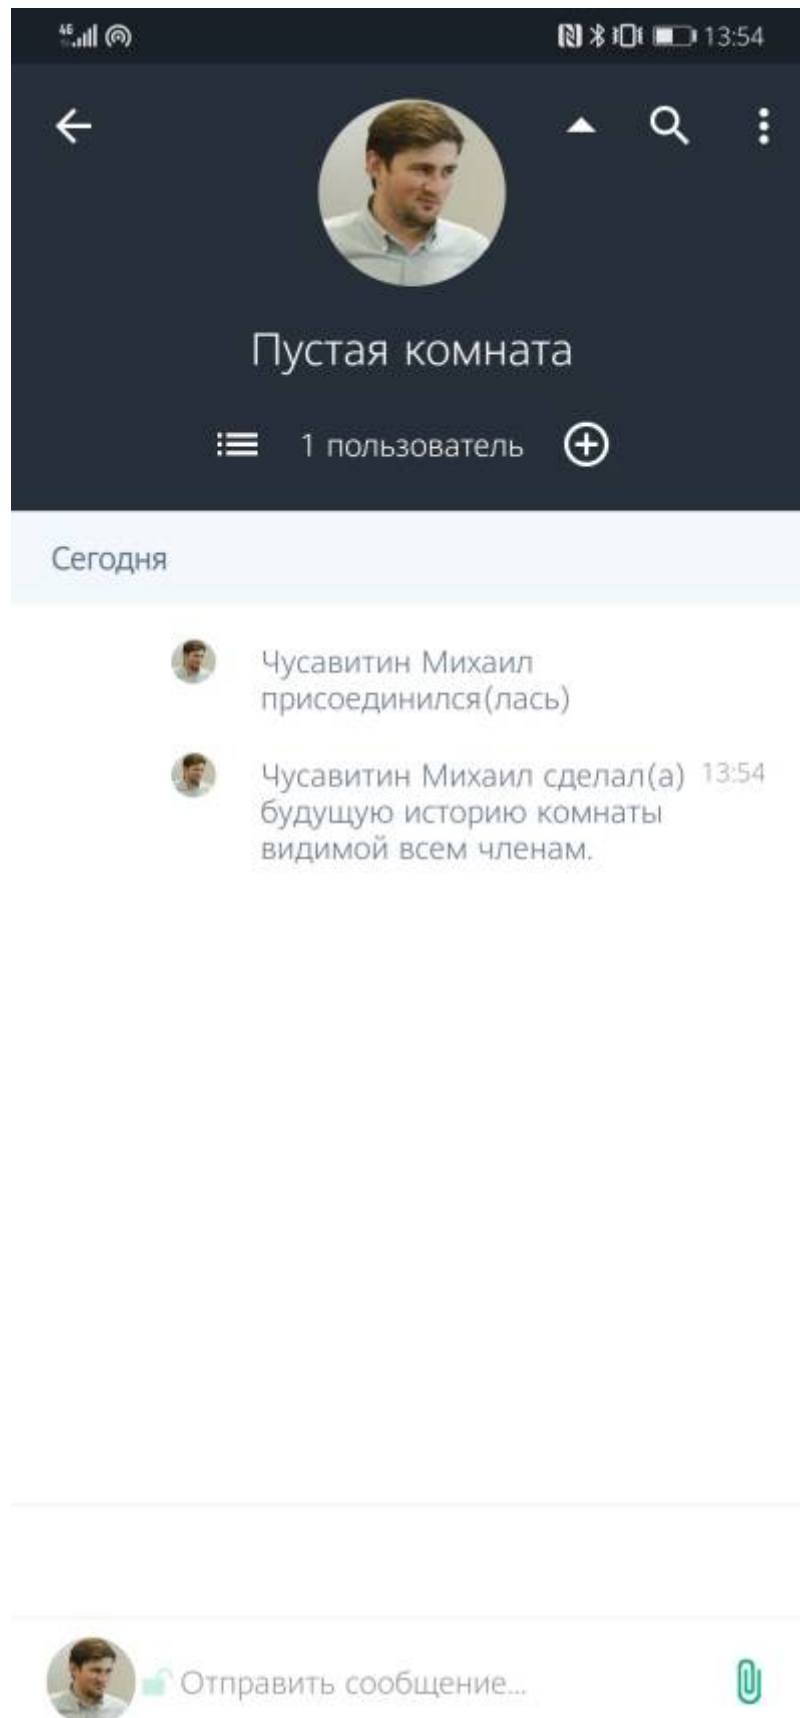 4G
13:54
Пустая комната
1 пользователь
Сегодня
Чусавитин Михаил
присоединился(лась)
Чусавитин Михаил сделал(а) 13:54
будущую историю комнаты
видимой всем членам.
Отправить сообщение...